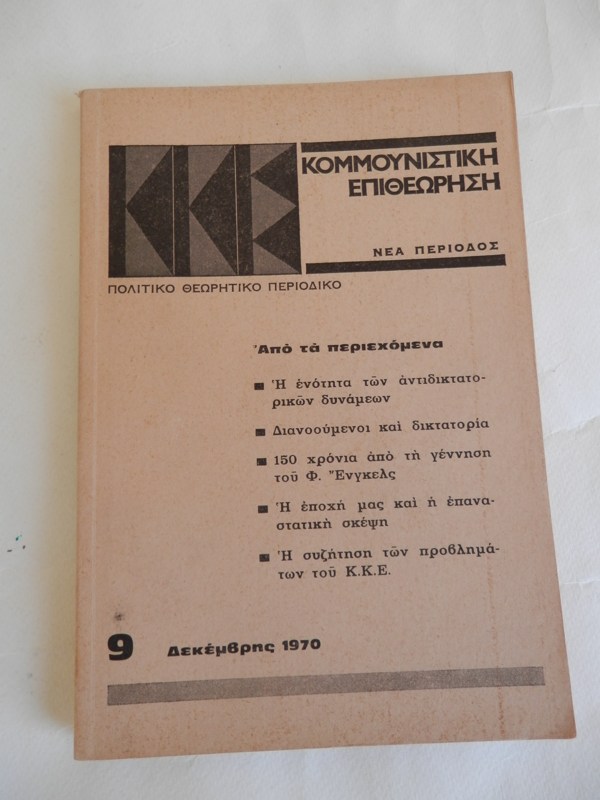 ΚΚΕ
ΚΟΜΜΟΥΝΙΣΤΙΚΗ
ΕΠΙΘΕΩΡΗΣΗ
ΝΕΑ ΠΕΡΙΟΔΟΣ
ΠΟΛΙΤΙΚΟ ΘΕΩΡΗΤΙΚΟ ΠΕΡΙΟΔΙΚΟ
Ἀπὸ τὰ περιεχόμενα
Ἡ ἑνότητα τῶν ἀντιδικτατο-
ρικῶν δυνάμεων
Διανοούμενοι καὶ δικτατορία
150 χρόνια ἀπὸ τὴ γέννηση
τοῦ Φ. Ἔνγκελς
Ἡ ἐποχή μας καὶ ἡ ἐπανα-
στατικὴ σκέψη
Ἡ συζήτηση τῶν προβλημά-
των τοῦ Κ.Κ.Ε.
9 Δεκέμβρης 1970